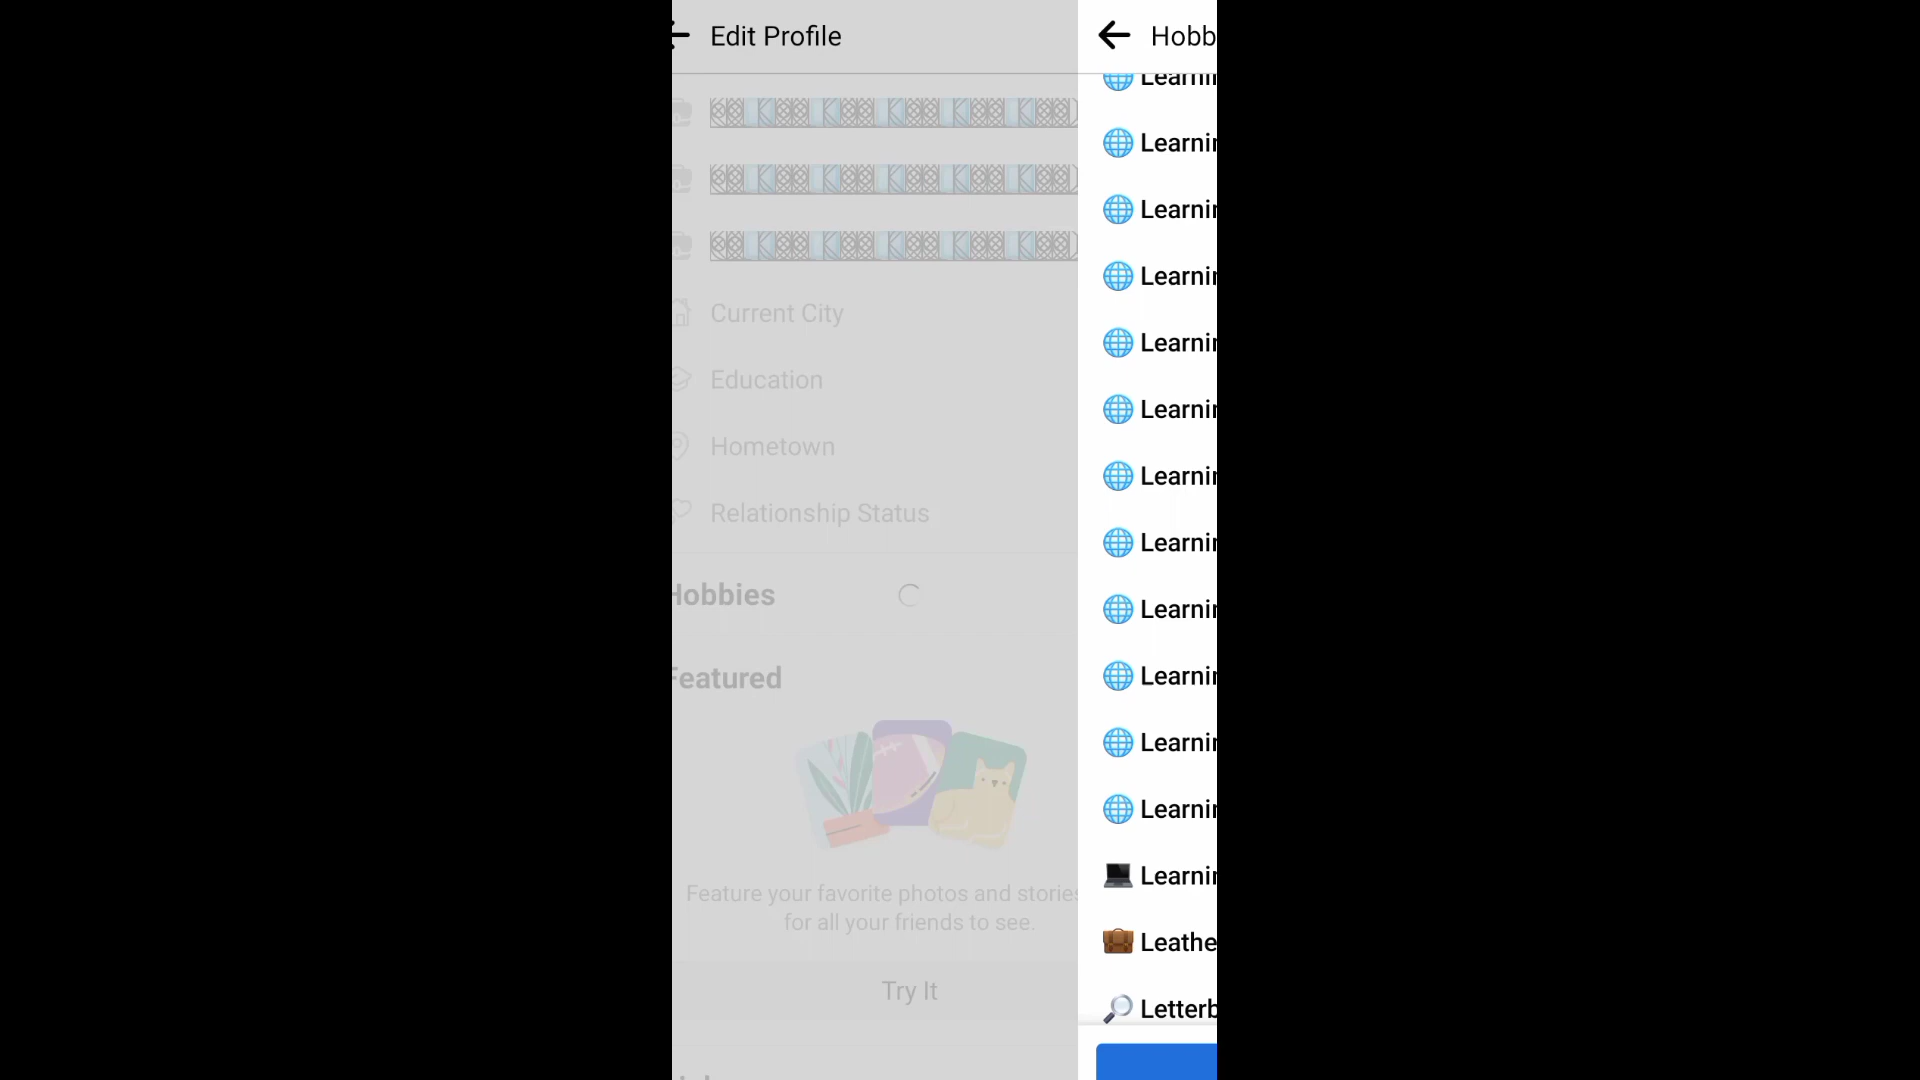 Edit Profile
Current City
Education
Hometown
Relationship Status
Hobbies
Featured
Feature your favorite photos and stories
for all your friends to see.
Try It
Hobb
Learnin
Learnin
Learnin
Learnin
Learnin
Learnin
Learnin
Learnin
Learnin
Learnin
Learnin
Learnin
Learnin
Leathe
Letterb